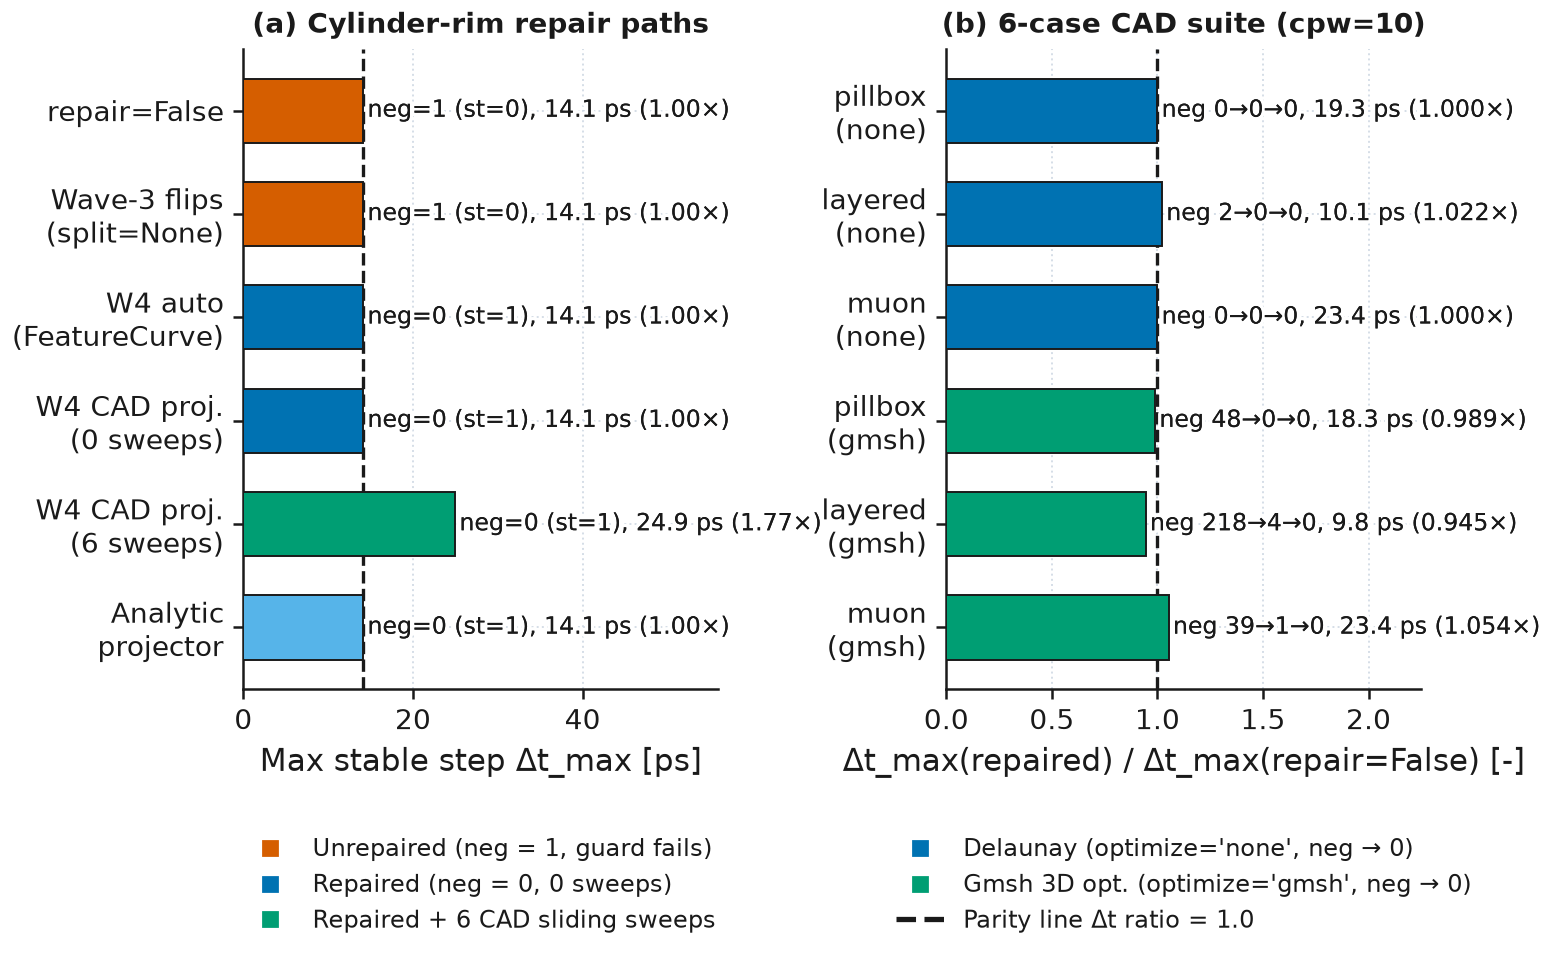 (a) Cylinder-rim repair paths
repair=False
neg=1 (st=0), 14.1 ps (1.00×)
Wave-3 flips
(split=None)
neg=1 (st=0), 14.1 ps (1.00×)
W4 auto
(FeatureCurve)
neg=0 (st=1), 14.1 ps (1.00×)
W4 CAD proj.
(0 sweeps)
neg=0 (st=1), 14.1 ps (1.00×)
W4 CAD proj.
(6 sweeps)
neg=0 (st=1), 24.9 ps (1.77×)
Analytic
projector
neg=0 (st=1), 14.1 ps (1.00×)
0 20 40
Max stable step Δt_max [ps]
Unrepaired (neg = 1, guard fails)
Repaired (neg = 0, 0 sweeps)
Repaired + 6 CAD sliding sweeps
(b) 6-case CAD suite (cpw=10)
pillbox
(none)
neg 0→0→0, 19.3 ps (1.000×)
layered
(none)
neg 2→0→0, 10.1 ps (1.022×)
muon
(none)
neg 0→0→0, 23.4 ps (1.000×)
pillbox
(gmsh)
neg 48→0→0, 18.3 ps (0.989×)
layered
(gmsh)
neg 218→4→0, 9.8 ps (0.945×)
muon
(gmsh)
neg 39→1→0, 23.4 ps (1.054×)
0.0 0.5 1.0 1.5 2.0
Δt_max(repaired) / Δt_max(repair=False) [-]
Delaunay (optimize='none', neg → 0)
Gmsh 3D opt. (optimize='gmsh', neg → 0)
Parity line Δt ratio = 1.0